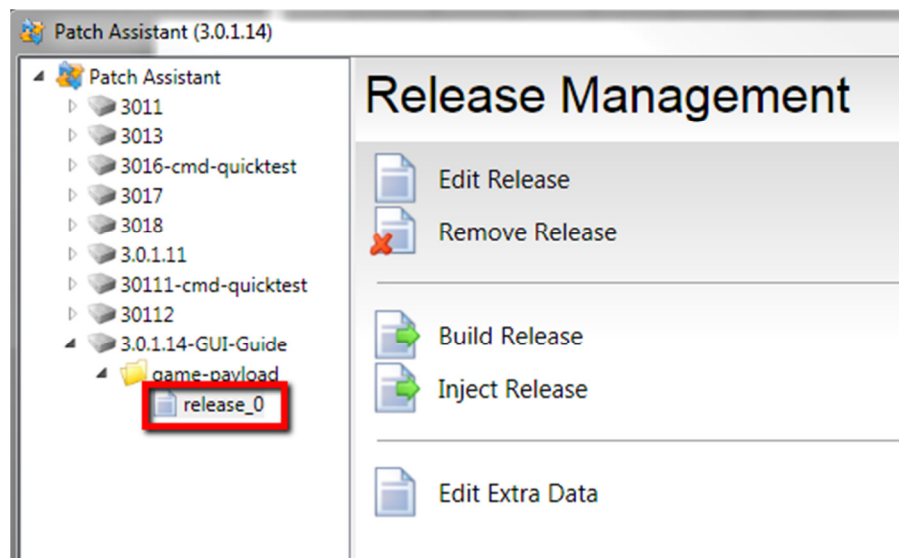 Patch Assistant (3.0.1.14)
Patch Assistant
3011
3013
3016-cmd-quicktest
3017
3018
3.0.1.11
30111-cmd-quicktest
30112
3.0.1.14-GUI-Guide
game-payload
release_0
Release Management
Edit Release
Remove Release
Build Release
Inject Release
Edit Extra Data